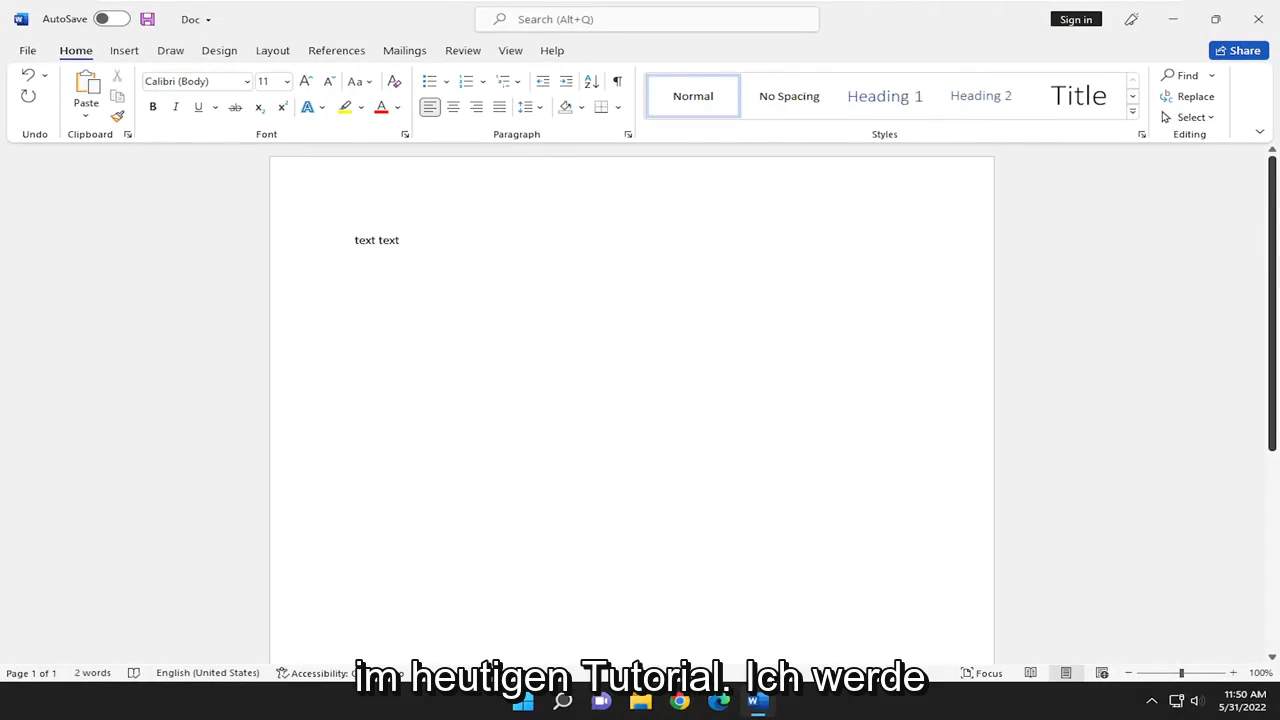 AutoSave
Doc
Search (Alt+Q)
Sign in
File Home Insert Draw Design Layout References Mailings Review View Help
Share
Paste
Calibri (Body) 11
Normal
No Spacing
Heading 1
Heading 2
Title
Find
Replace
Select
Undo Clipboard Font Paragraph Styles Editing
text text
Page 1 of 1 2 words English (United States) Accessibility: Focus 100%
im heutigen Tutorial. Ich werde
11:50 AM
5/31/2022